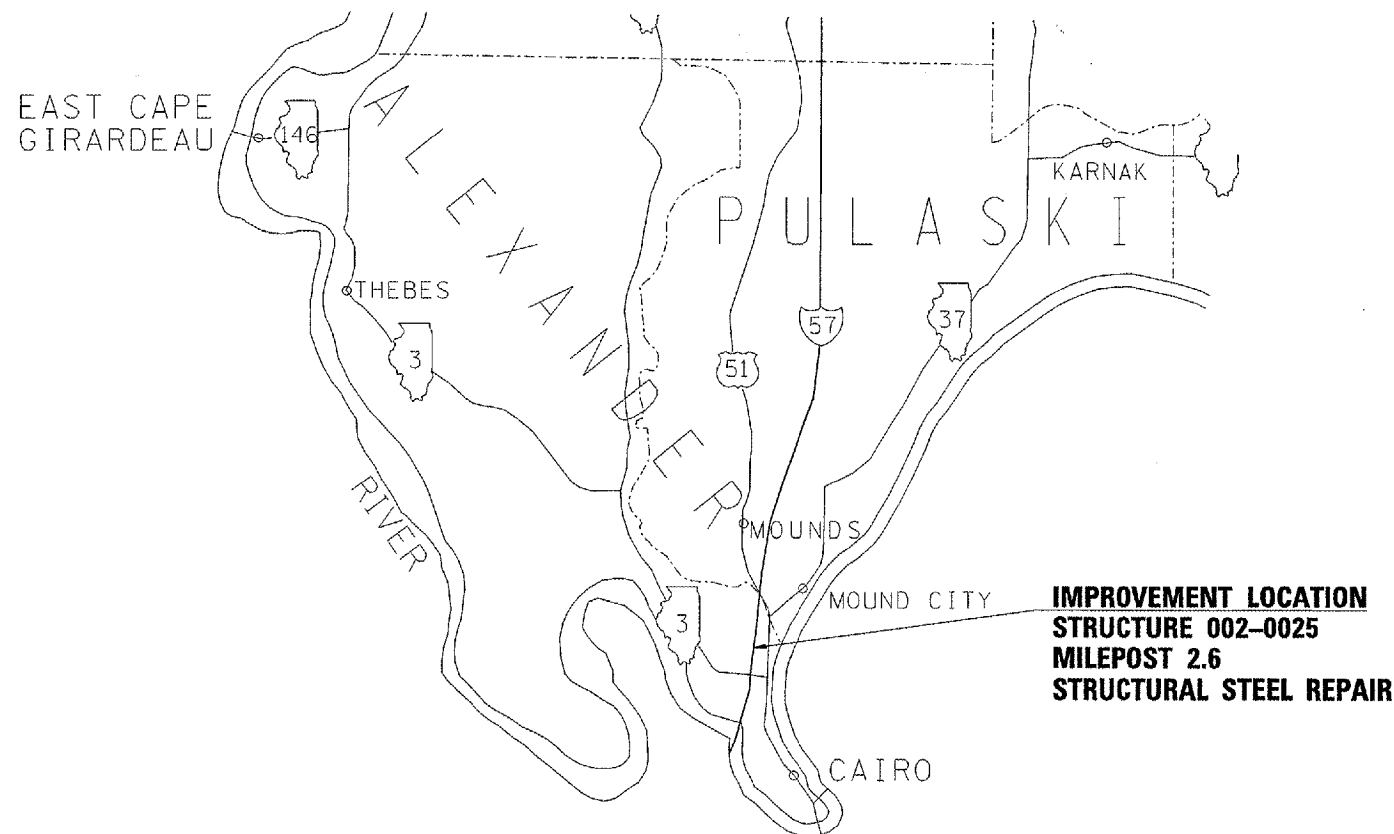 EAST CAPE
GIRARDEAU
146
ALEXANDER
PULASKI
KARNAK
THEBES
3
51
57
37
RIVER
MOUNDS
MOUND CITY
3
CAIRO
IMPROVEMENT LOCATION
STRUCTURE 002–0025
MILEPOST 2.6
STRUCTURAL STEEL REPAIR